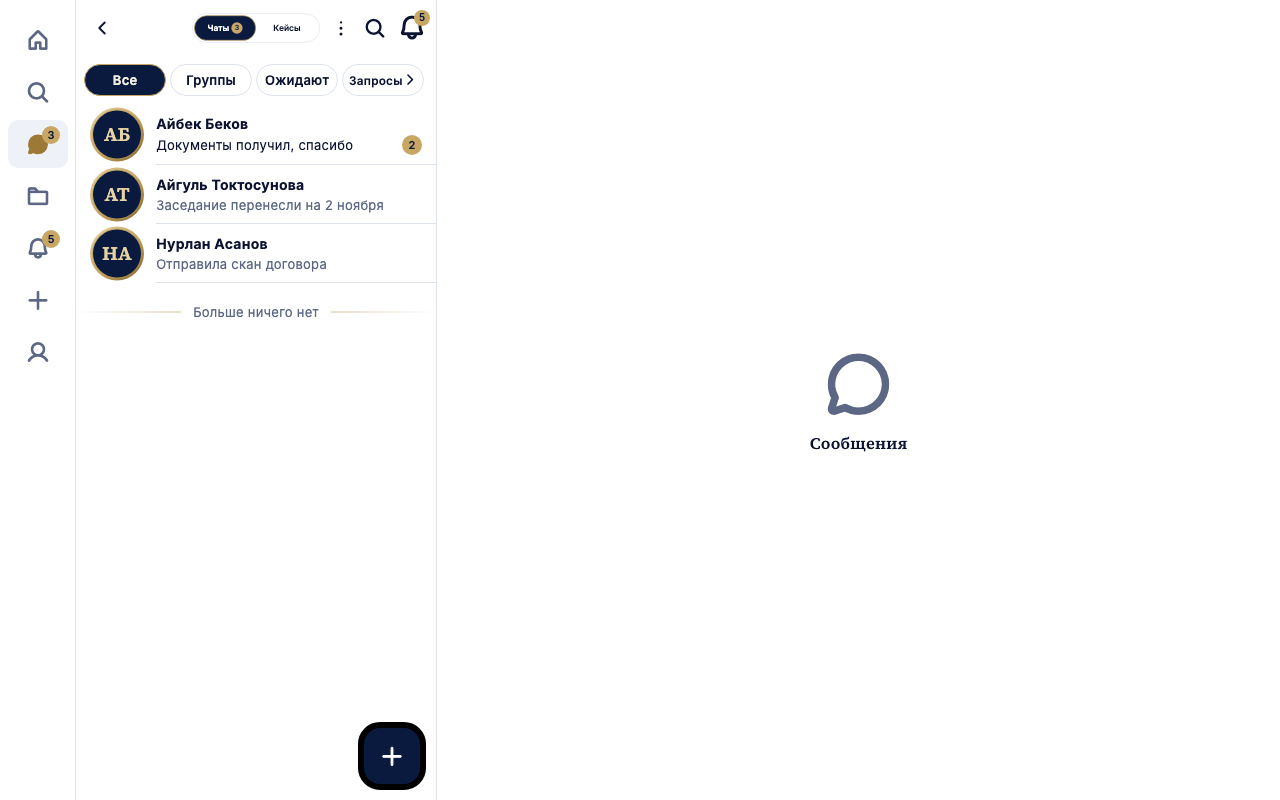 Чаты 3 Кейсы 5
Все Группы Ожидают Запросы
3
5
АБ Айбек Беков
Документы получил, спасибо 2
АТ Айгуль Токтосунова
Заседание перенесли на 2 ноября
НА Нурлан Асанов
Отправила скан договора
Больше ничего нет
Сообщения